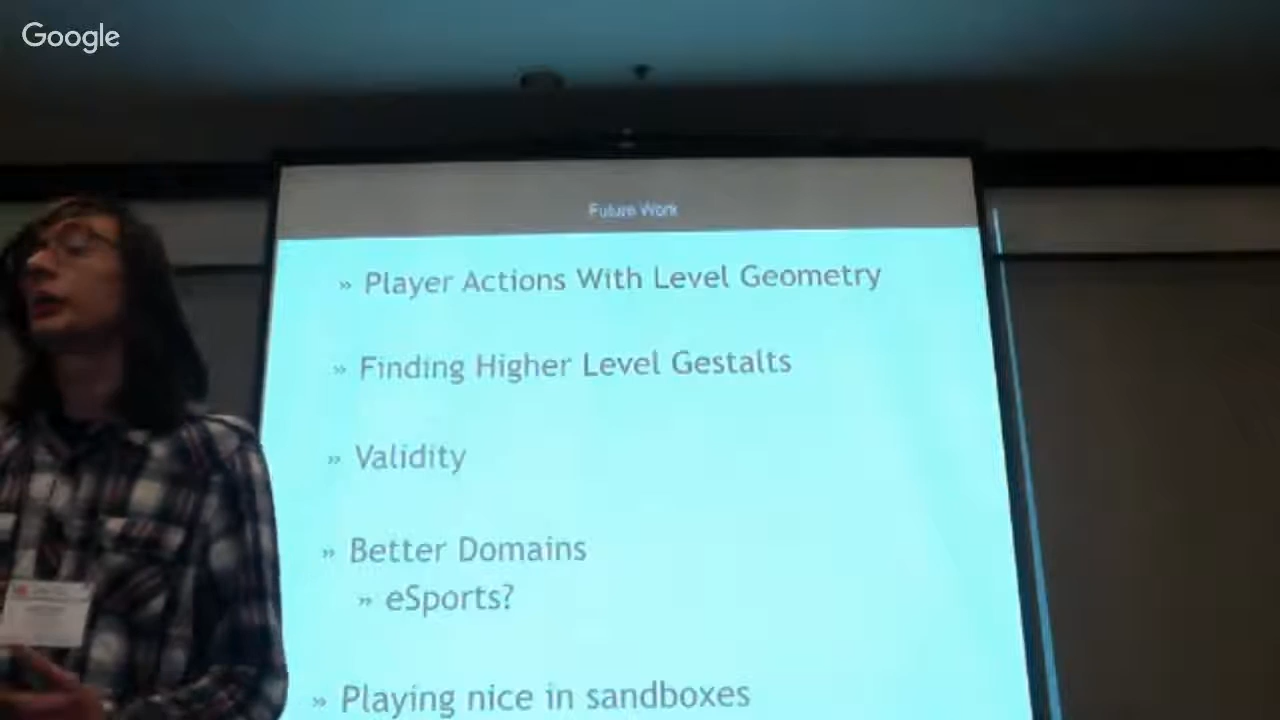 Google
Future Work
» Player Actions With Level Geometry
» Finding Higher Level Gestalts
» Validity
» Better Domains
» eSports?
» Playing nice in sandboxes